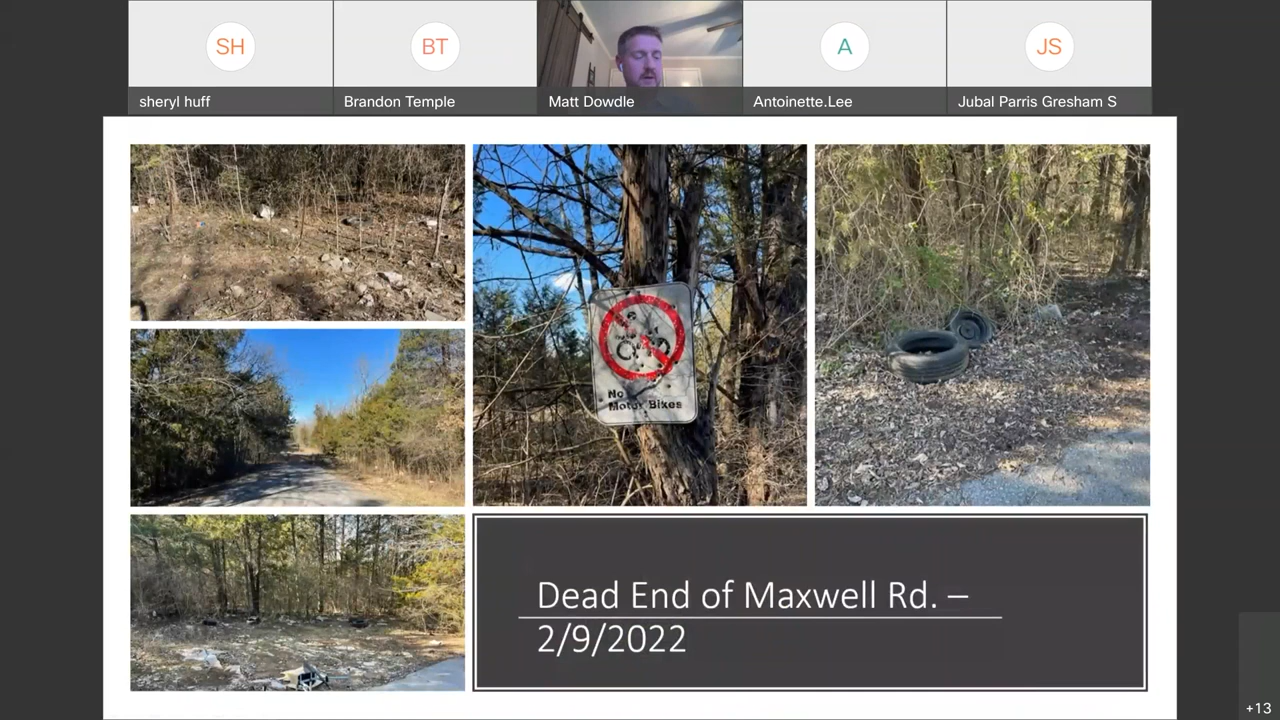 SH
BT
A
JS
sheryl huff
Brandon Temple
Matt Dowdle
Antoinette.Lee
Jubal Parris Gresham S
No
Motor Bikes
Dead End of Maxwell Rd. –
2/9/2022
+13